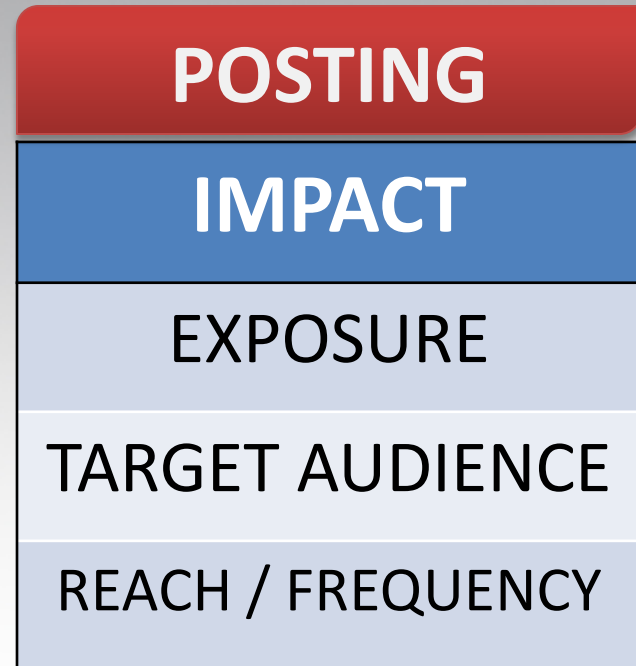 POSTING
IMPACT
EXPOSURE
TARGET AUDIENCE
REACH / FREQUENCY